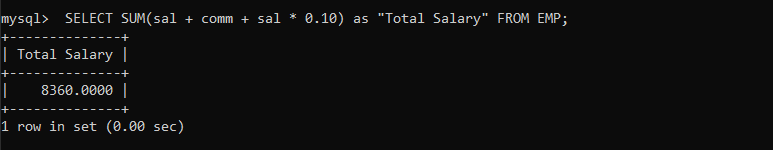 mysql>  SELECT SUM(sal + comm + sal * 0.10) as "Total Salary" FROM EMP;
+--------------+
| Total Salary |
+--------------+
|    8360.0000 |
+--------------+
1 row in set (0.00 sec)